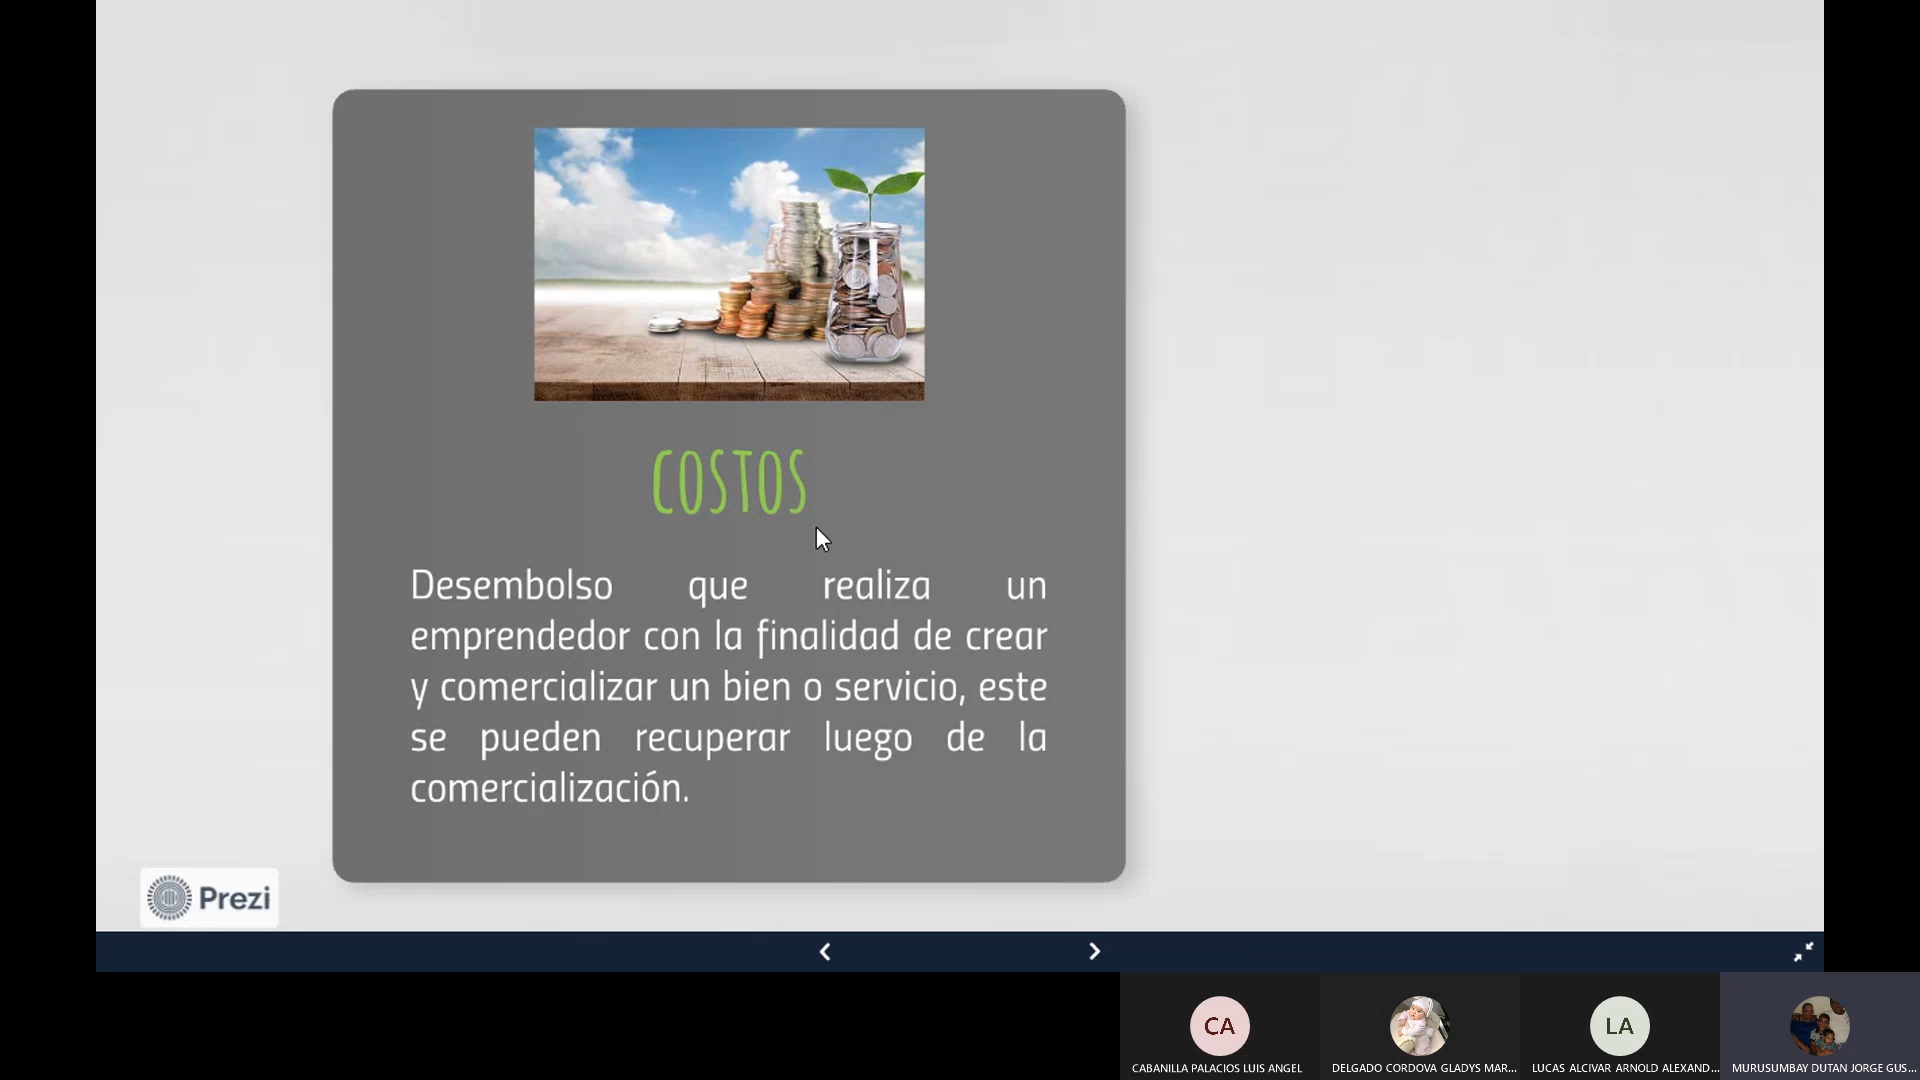 COSTOS
Desembolso que realiza un
emprendedor con la finalidad de crear
y comercializar un bien o servicio, este
se pueden recuperar luego de la
comercialización.
Prezi
CA
LA
CABANILLA PALACIOS LUIS ANGEL
DELGADO CORDOVA GLADYS MAR...
LUCAS ALCIVAR ARNOLD ALEXAND...
MURUSUMBAY DUTAN JORGE GUS...